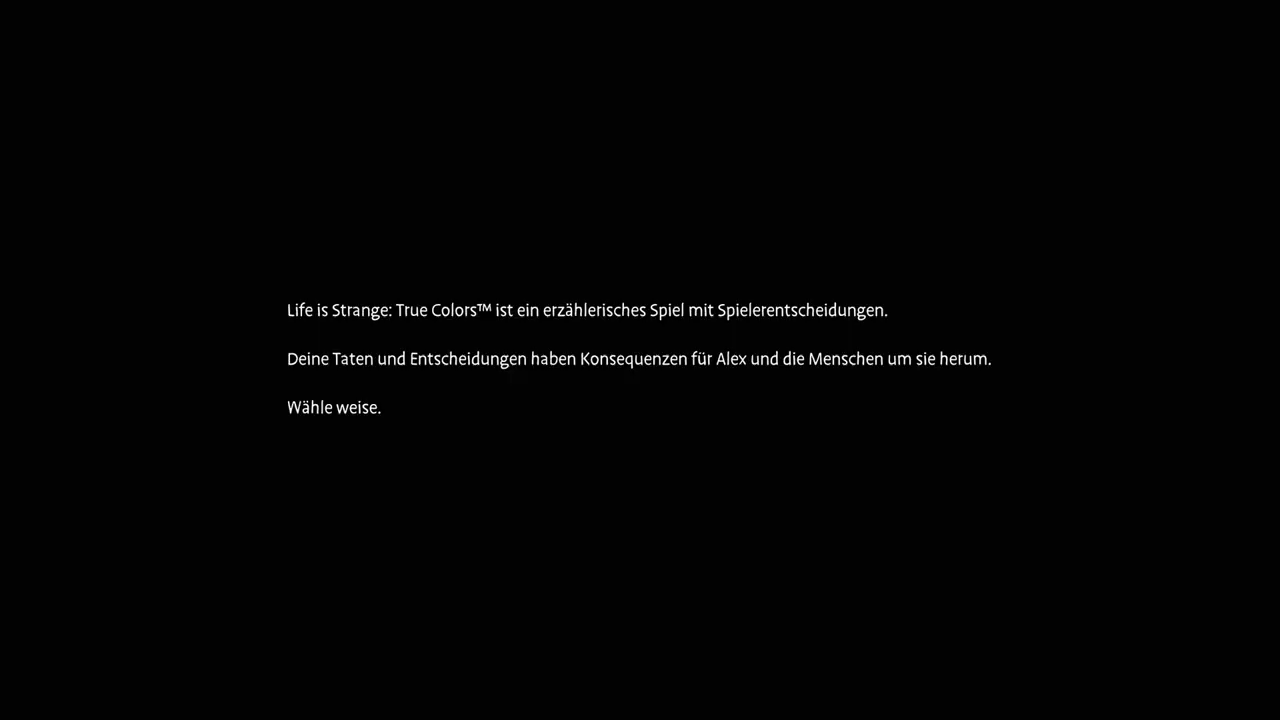 Life is Strange: True Colors™ ist ein erzählerisches Spiel mit Spielerentscheidungen.
Deine Taten und Entscheidungen haben Konsequenzen für Alex und die Menschen um sie herum.
Wähle weise.